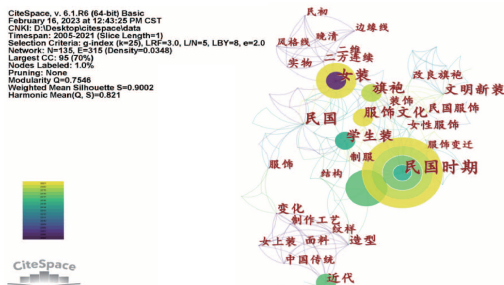 CiteSpace, v. 6.1.R6 (64-bit) Basic
February 16, 2023 at 12:43:25 PM CST
CNKI: D:\Desktop\citespace\data
Timespan: 2005-2021 (Slice Length=1)
Selection Criteria: g-index (k=25), LRF=3.0, L/N=5, LBY=8, e=2.0
Network: N=135, E=315 (Density=0.0348)
Largest CC: 95 (70%)
Nodes Labeled: 1.0%
Pruning: None
Modularity Q=0.7546
Weighted Mean Silhouette S=0.9002
Harmonic Mean(Q, S)=0.821
民初
边缘线
风格线
晚清
二维
二方连续
实物
女装
改良旗袍
旗袍
文明新装
装饰
民国
服饰文化
民国服饰
女性服饰
学生装
服饰变迁
制服
服饰
民国时期
结构
变化
制作工艺
纹样
女上装
面料
造型
中国传统
近代
CiteSpace